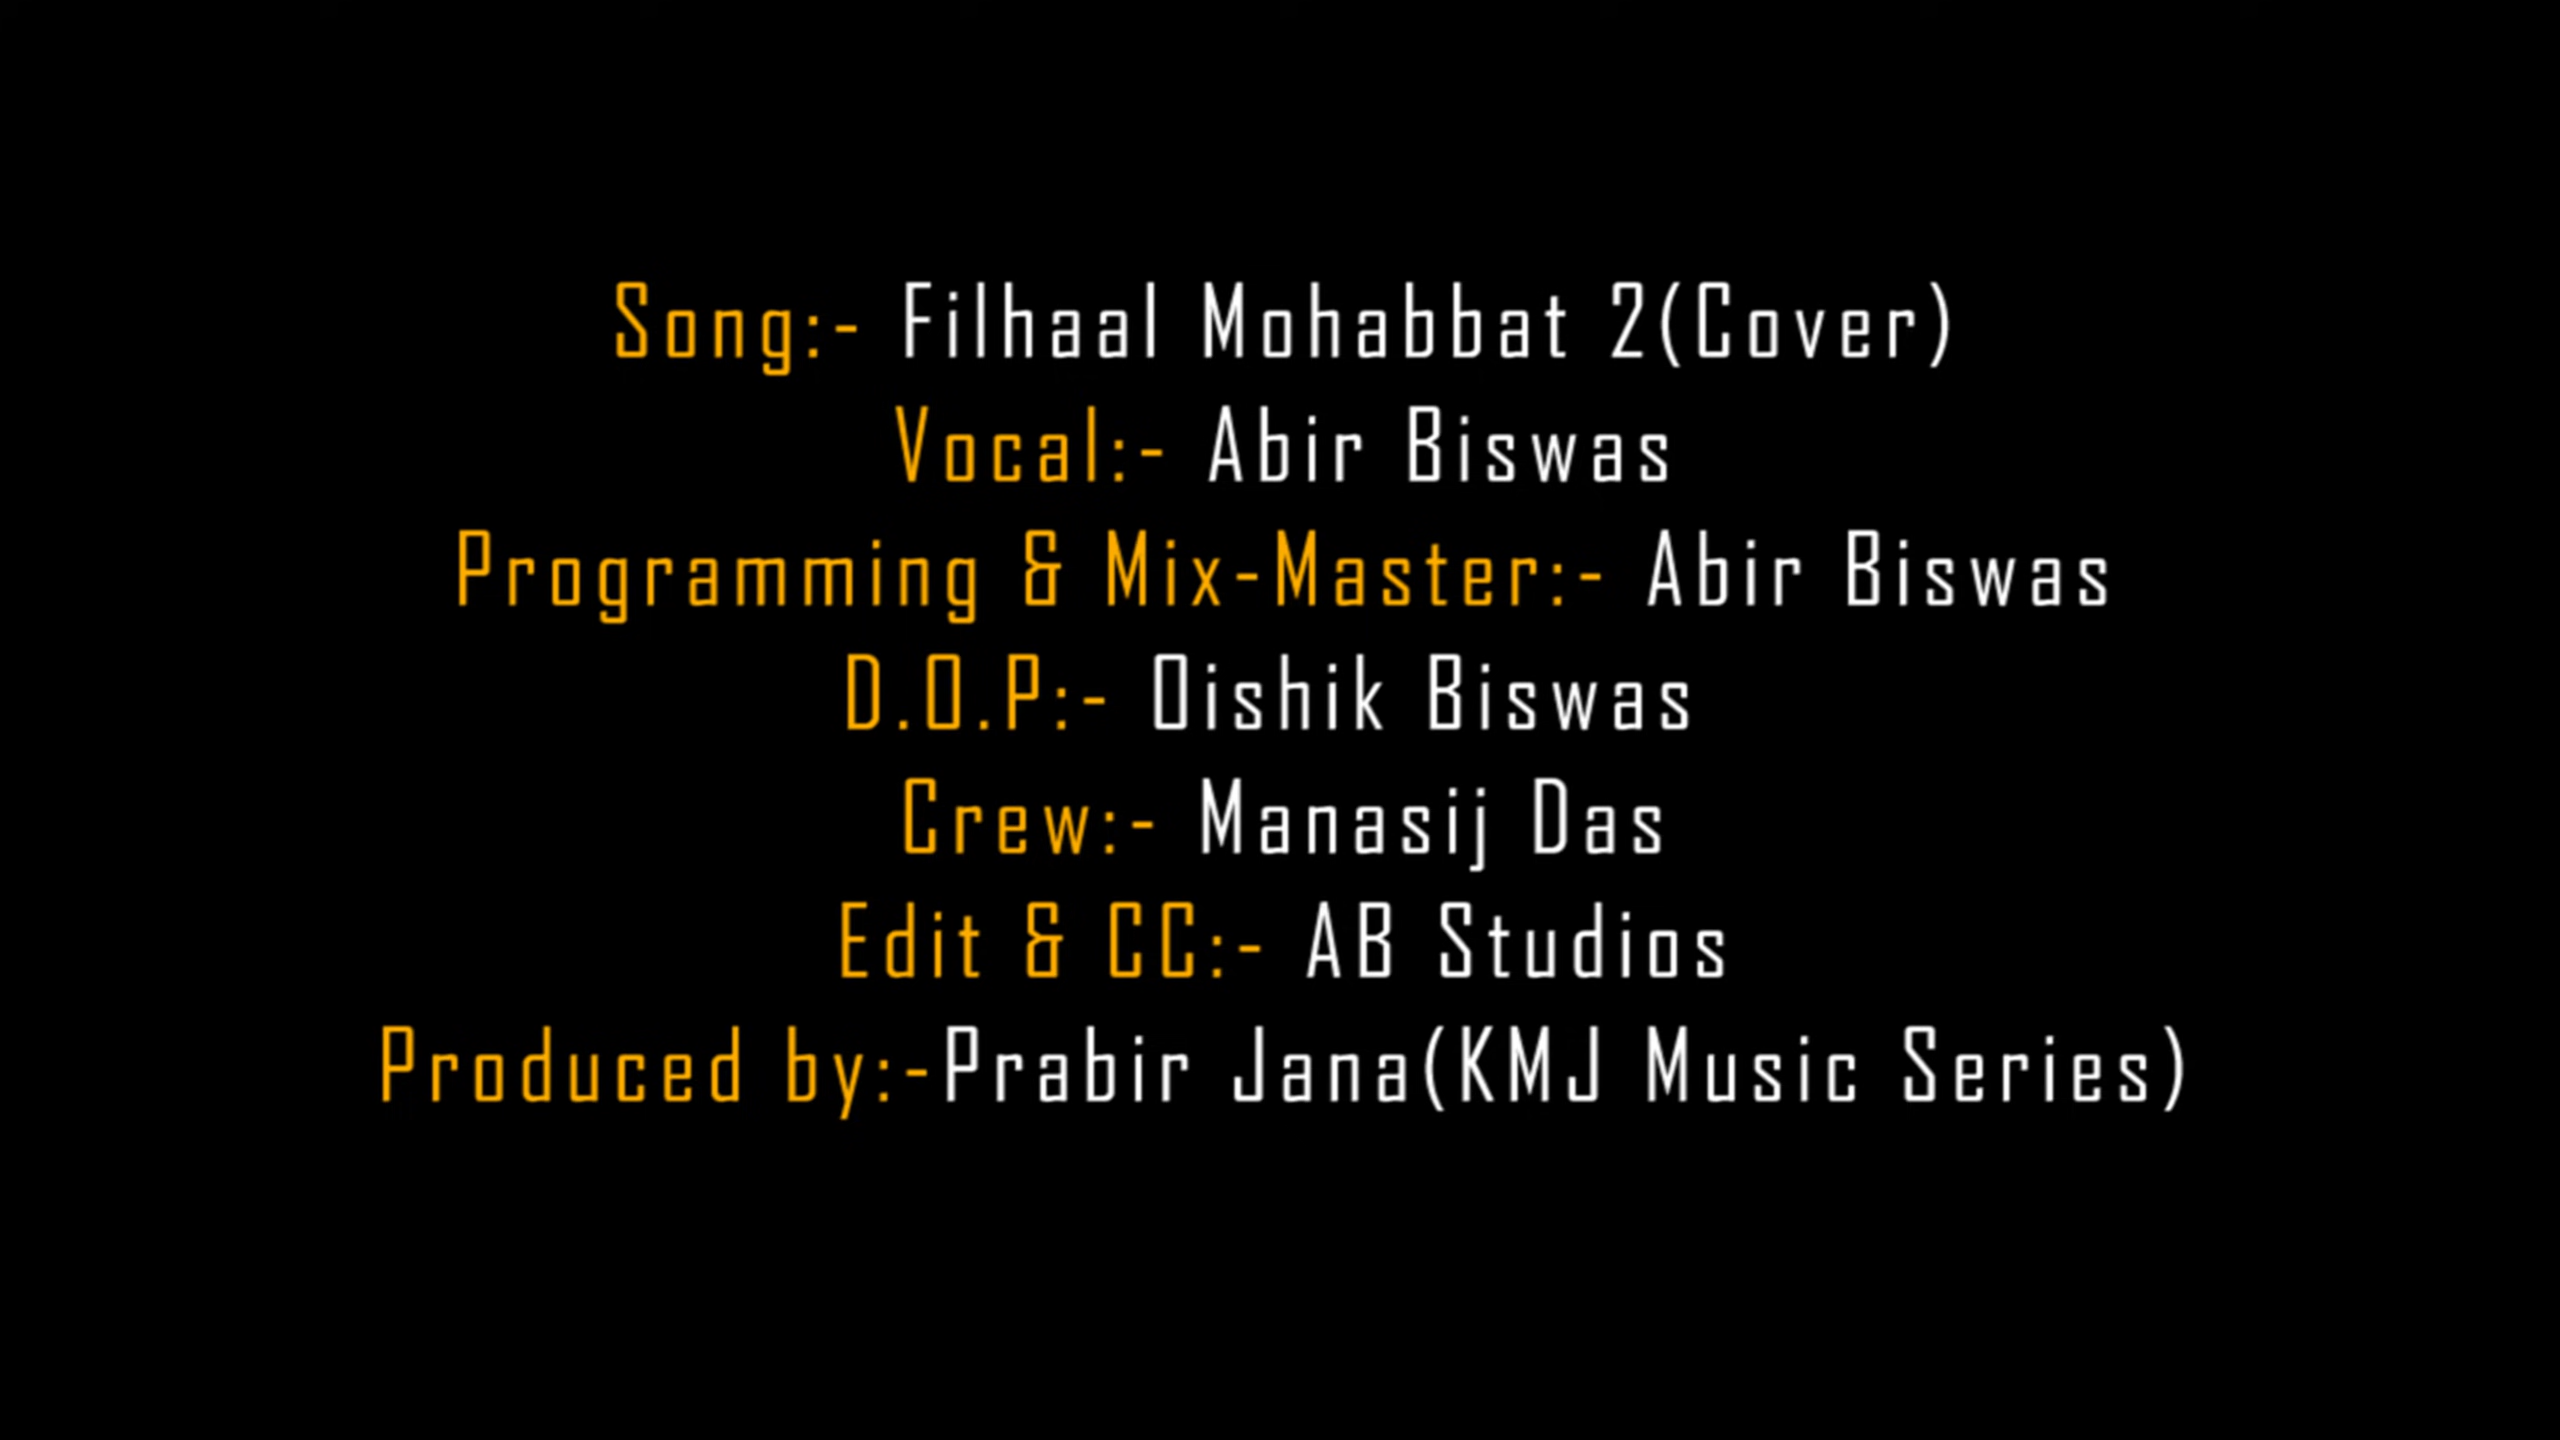 Song:- Filhaal Mohabbat 2(Cover)
Vocal:- Abir Biswas
Programming & Mix-Master:- Abir Biswas
D.O.P:- Oishik Biswas
Crew:- Manasij Das
Edit & CC:- AB Studios
Produced by:-Prabir Jana(KMJ Music Series)